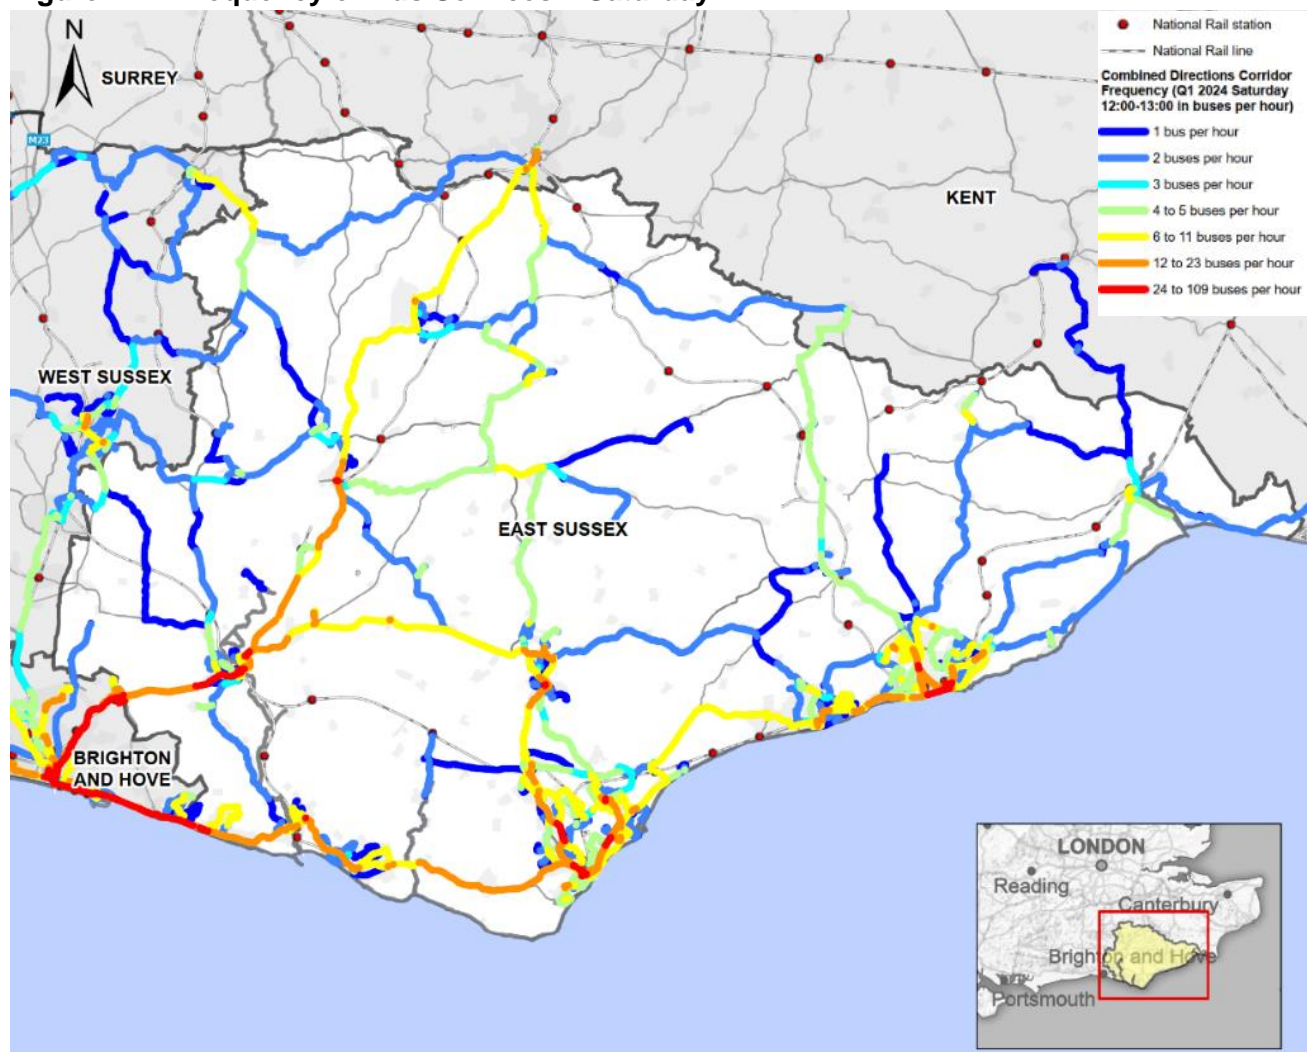 N
SURREY
M23
KENT
WEST SUSSEX
EAST SUSSEX
BRIGHTON
AND HOVE
National Rail station
National Rail line
Combined Directions Corridor
Frequency (Q1 2024 Saturday
12:00-13:00 in buses per hour)
1 bus per hour
2 buses per hour
3 buses per hour
4 to 5 buses per hour
6 to 11 buses per hour
12 to 23 buses per hour
24 to 109 buses per hour
LONDON
Reading
Canterbury
Brighton and Hove
Portsmouth